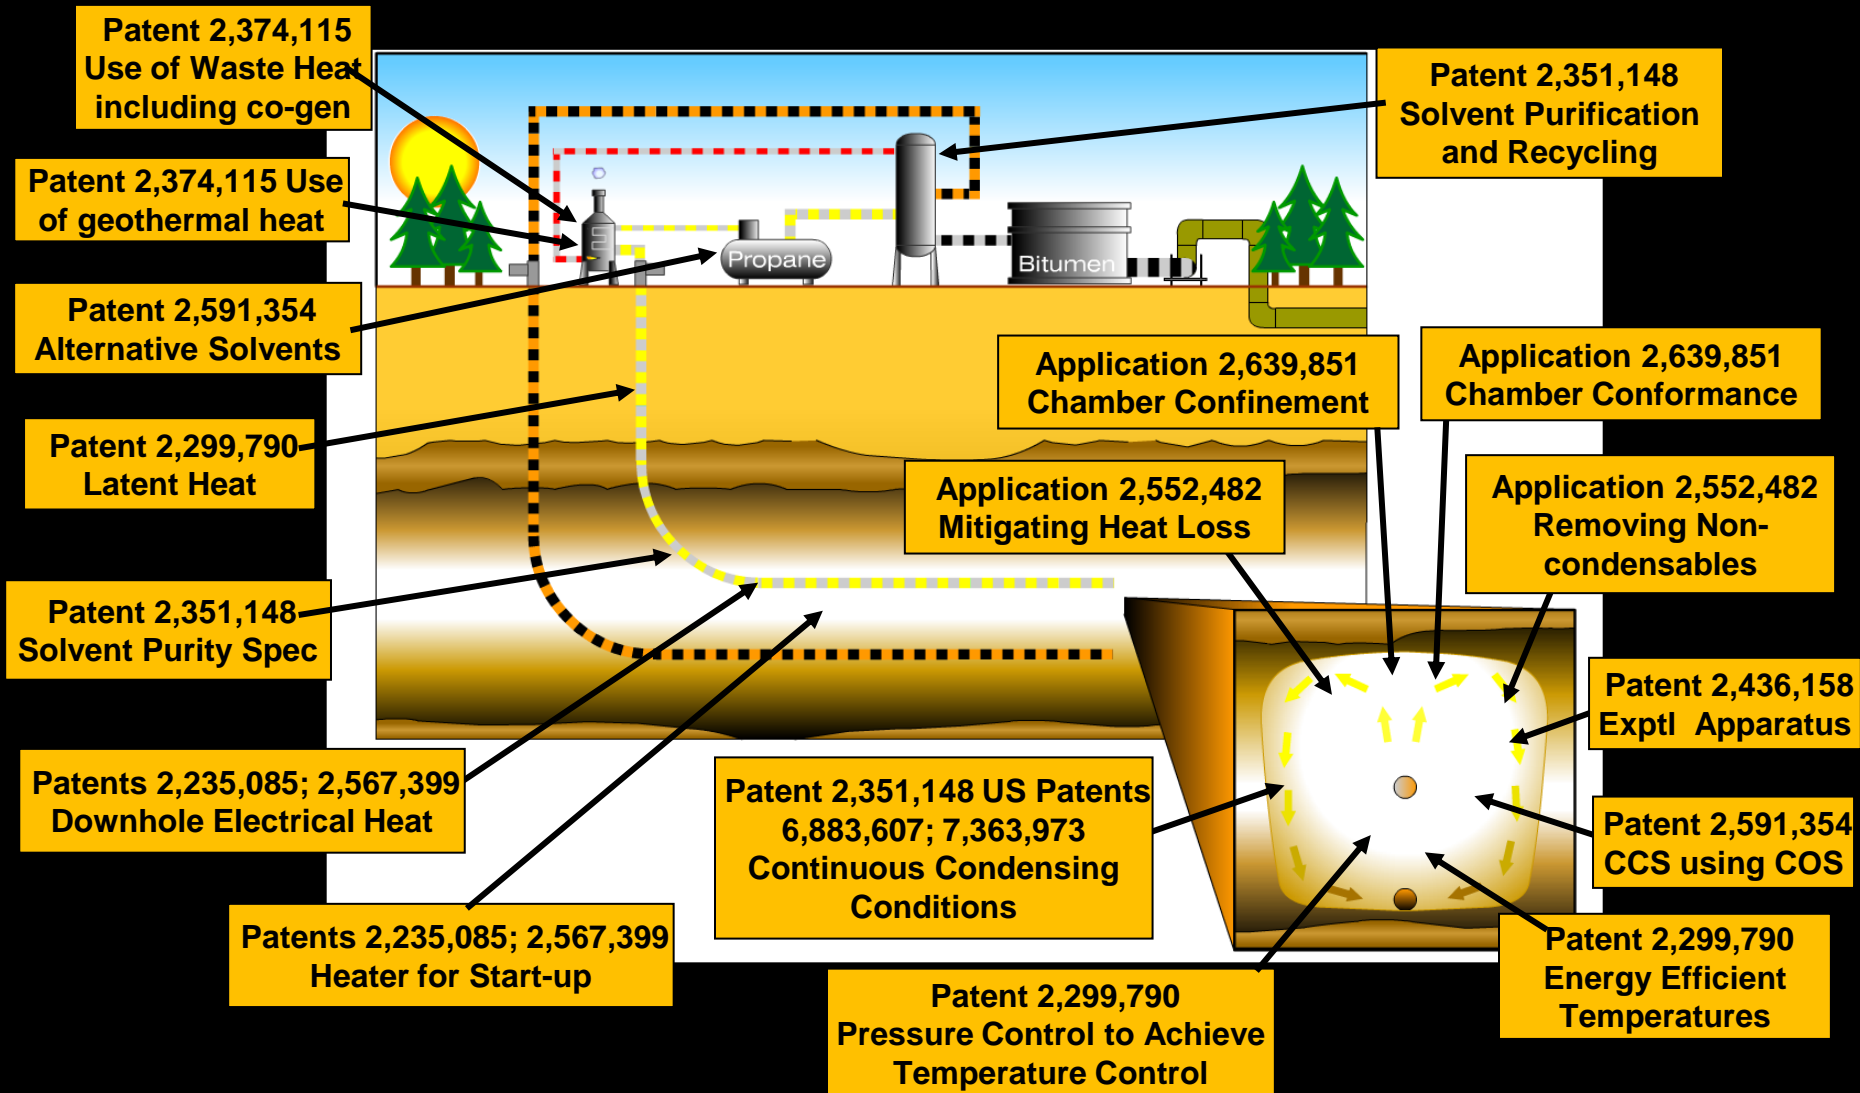 Patent 2,374,115
Use of Waste Heat
including co-gen
Patent 2,351,148
Solvent Purification
and Recycling
Patent 2,374,115 Use
of geothermal heat
Propane
Bitumen
Patent 2,591,354
Alternative Solvents
Application 2,639,851
Chamber Confinement
Application 2,639,851
Chamber Conformance
Patent 2,299,790
Latent Heat
Application 2,552,482
Mitigating Heat Loss
Application 2,552,482
Removing Non-
condensables
Patent 2,351,148
Solvent Purity Spec
Patent 2,436,158
Exptl Apparatus
Patents 2,235,085; 2,567,399
Downhole Electrical Heat
Patent 2,351,148 US Patents
6,883,607; 7,363,973
Continuous Condensing
Conditions
Patent 2,591,354
CCS using COS
Patents 2,235,085; 2,567,399
Heater for Start-up
Patent 2,299,790
Energy Efficient
Temperatures
Patent 2,299,790
Pressure Control to Achieve
Temperature Control